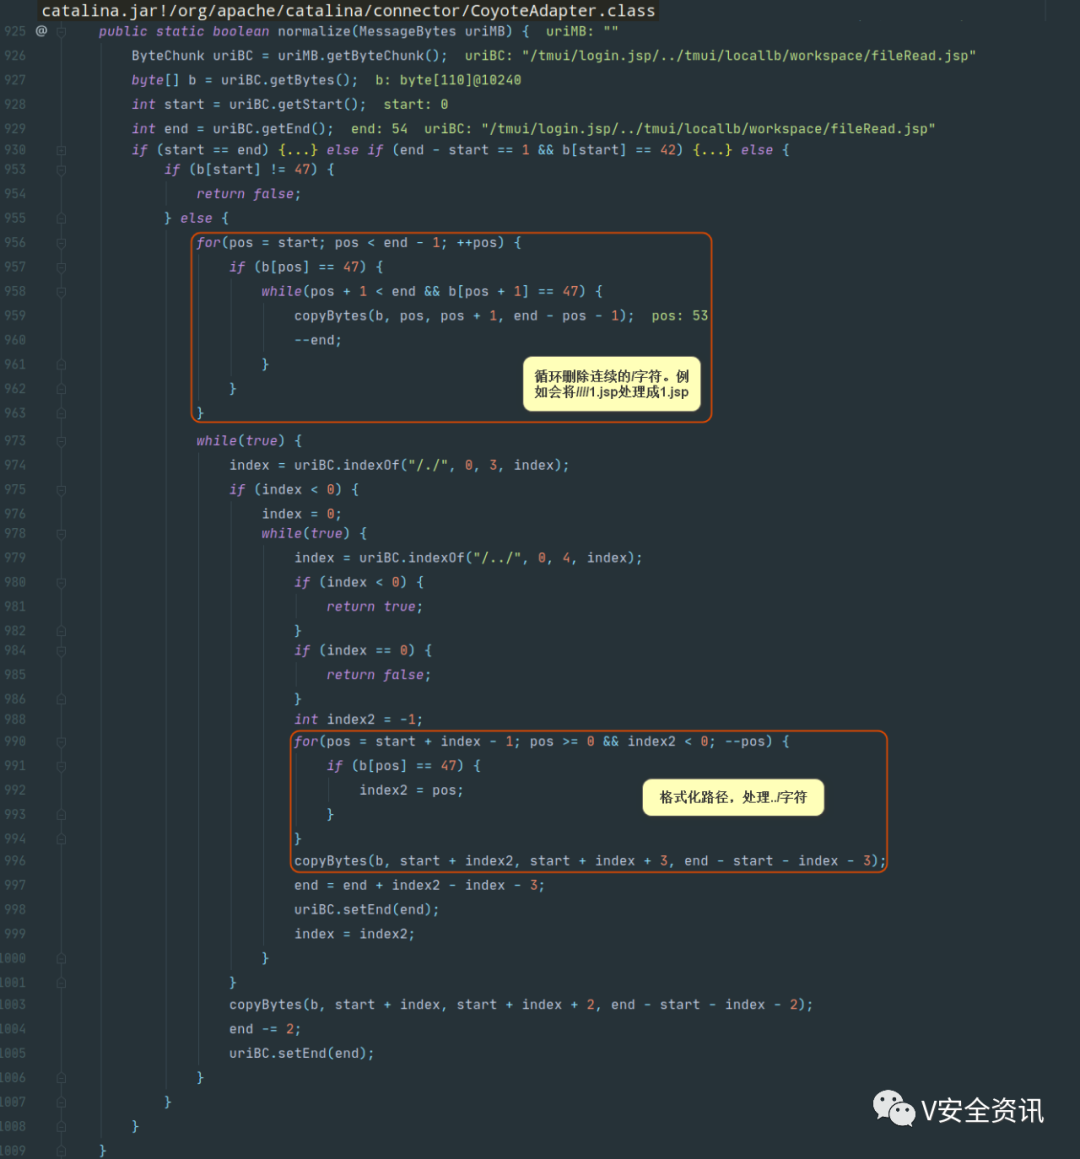 catalina.jar!/org/apache/catalina/connector/CoyoteAdapter.class
925 @ public static boolean normalize(MessageBytes uriMB) { uriMB: ""
926 ByteChunk uriBC = uriMB.getByteChunk(); uriBC: "/tmui/login.jsp/../tmui/locallb/workspace/fileRead.jsp"
927 byte[] b = uriBC.getBytes(); b: byte[110]@10240
928 int start = uriBC.getStart(); start: 0
929 int end = uriBC.getEnd(); end: 54 uriBC: "/tmui/login.jsp/../tmui/locallb/workspace/fileRead.jsp"
930 if (start == end) {...} else if (end - start == 1 && b[start] == 42) {...} else {
953 if (b[start] != 47) {
954 return false;
955 } else {
956 for(pos = start; pos < end - 1; ++pos) {
957 if (b[pos] == 47) {
958 while(pos + 1 < end && b[pos + 1] == 47) {
959 copyBytes(b, pos, pos + 1, end - pos - 1); pos: 53
960 --end;
961 }
962 }
963 }
循环删除连续的/字符。例
如会将////1.jsp处理成1.jsp
973 while(true) {
974 index = uriBC.indexOf("/./", 0, 3, index);
975 if (index < 0) {
976 index = 0;
978 while(true) {
979 index = uriBC.indexOf("/../", 0, 4, index);
980 if (index < 0) {
981 return true;
982 }
984 if (index == 0) {
985 return false;
986 }
988 int index2 = -1;
990 for(pos = start + index - 1; pos >= 0 && index2 < 0; --pos) {
991 if (b[pos] == 47) {
992 index2 = pos;
993 }
994 }
格式化路径，处理../字符
996 copyBytes(b, start + index2, start + index + 3, end - start - index - 3);
997 end = end + index2 - index - 3;
998 uriBC.setEnd(end);
999 index = index2;
1000 }
1001 }
1003 copyBytes(b, start + index, start + index + 2, end - start - index - 2);
1004 end -= 2;
1005 uriBC.setEnd(end);
1006 }
1007 }
1008 }
1009 }
V安全资讯